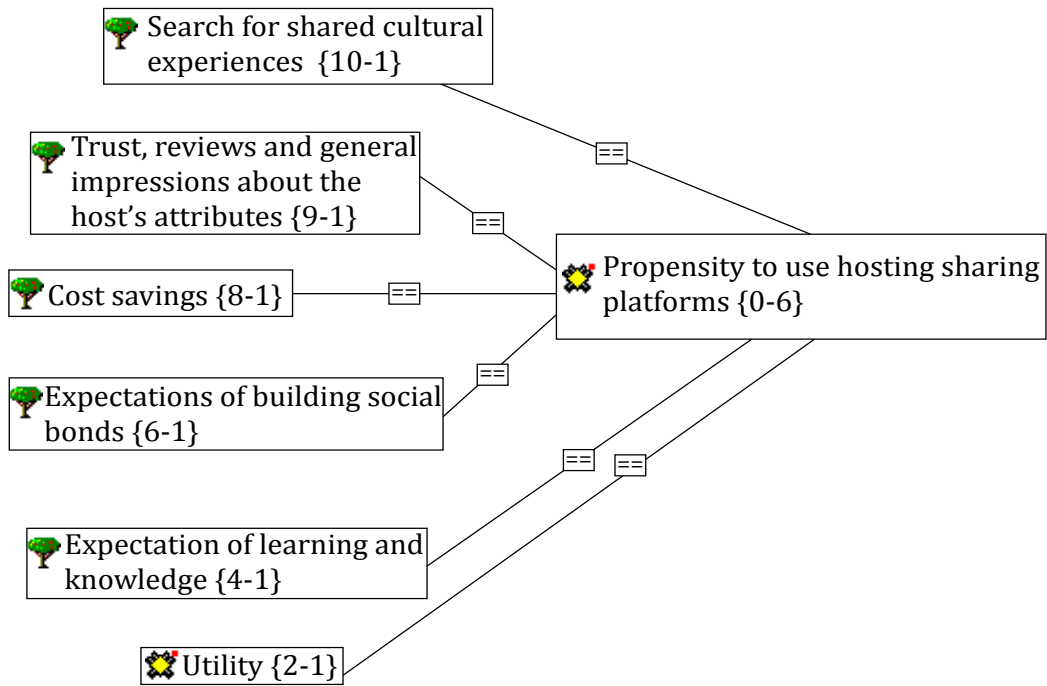 Search for shared cultural
experiences {10-1}
==
Trust, reviews and general
impressions about the
host's attributes {9-1}
==
Propensity to use hosting sharing
platforms {0-6}
Cost savings {8-1}
==
==
Expectations of building social
bonds {6-1}
==
==
Expectation of learning and
knowledge {4-1}
Utility {2-1}